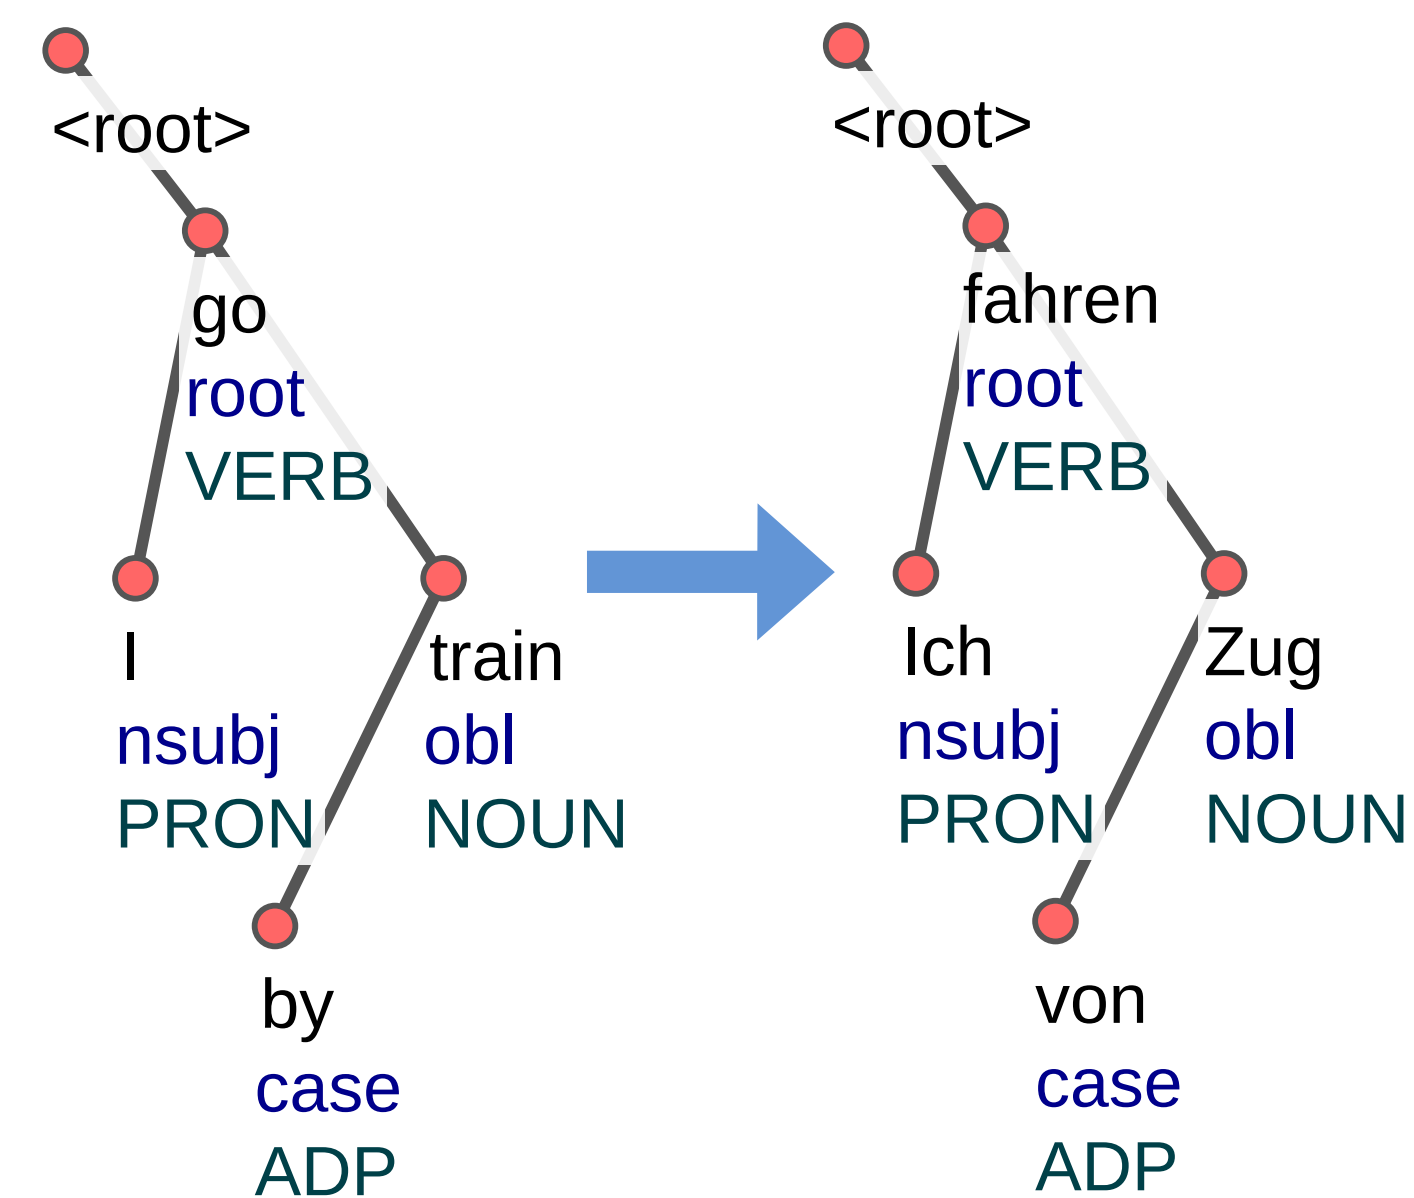 <root>
go
root
VERB
I
nsubj
PRON
train
obl
NOUN
by
case
ADP
<root>
fahren
root
VERB
Ich
nsubj
PRON
Zug
obl
NOUN
von
case
ADP